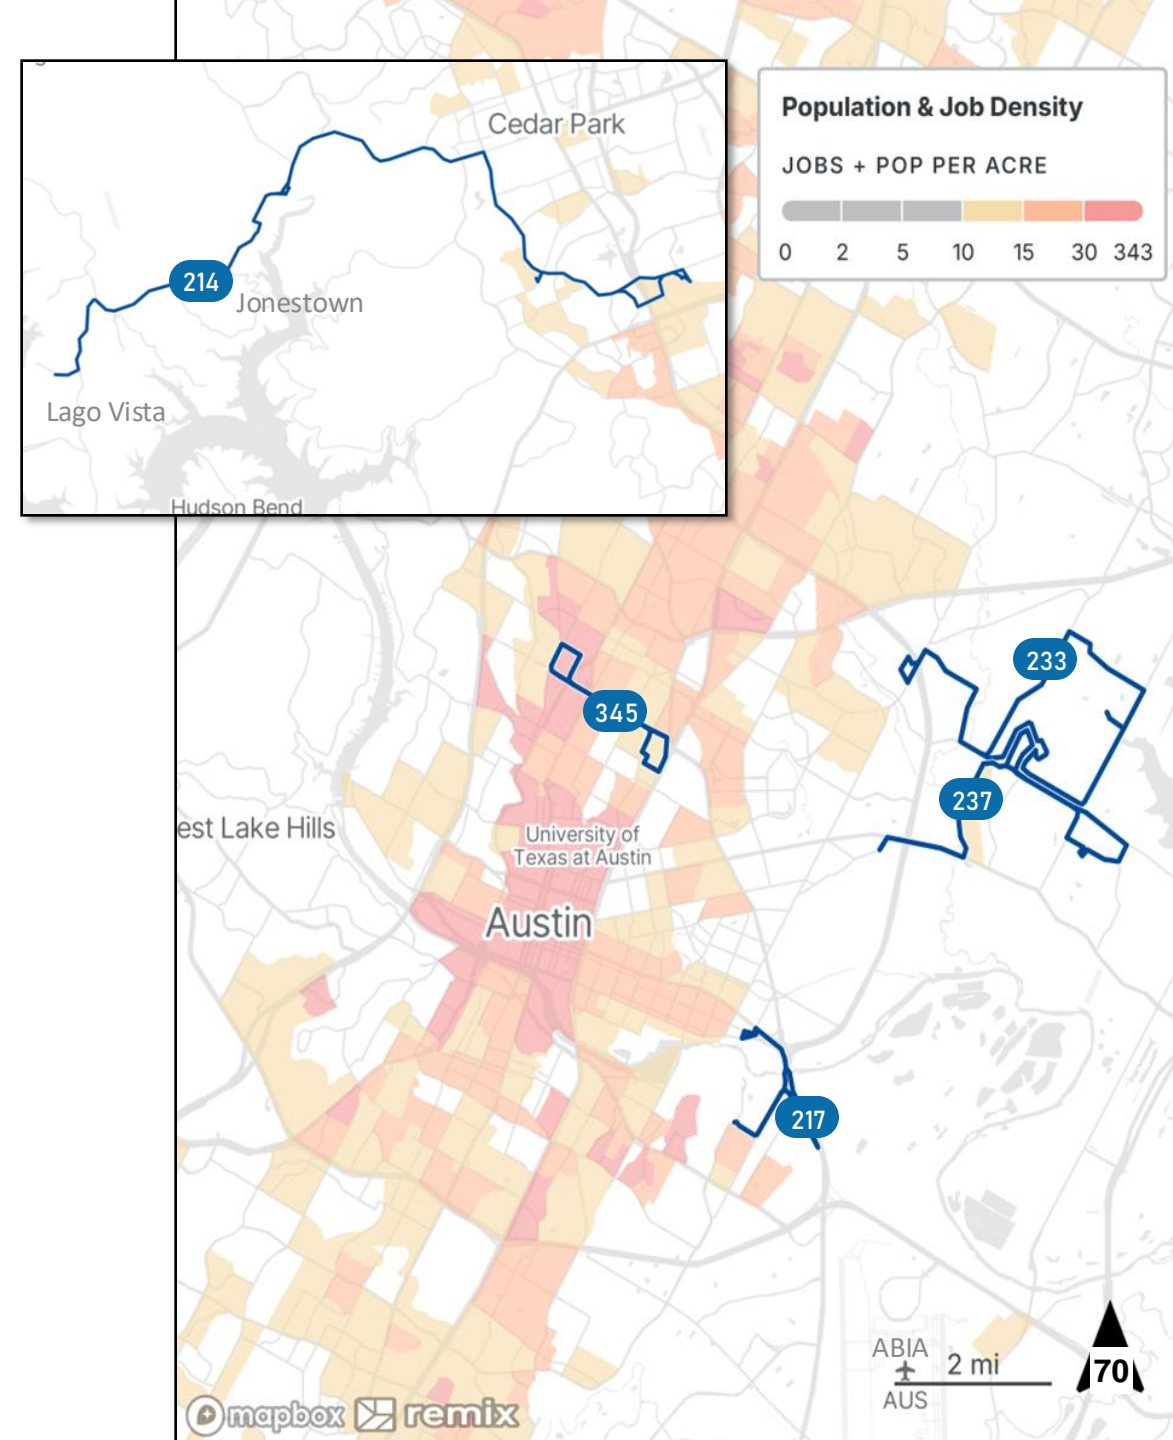 Cedar Park
214
Jonestown
Lago Vista
Hudson Bend
Population & Job Density
JOBS + POP PER ACRE
0 2 5 10 15 30 343
233
345
237
est Lake Hills
University of
Texas at Austin
Austin
217
ABIA
2 mi
AUS
70
mapbox remix